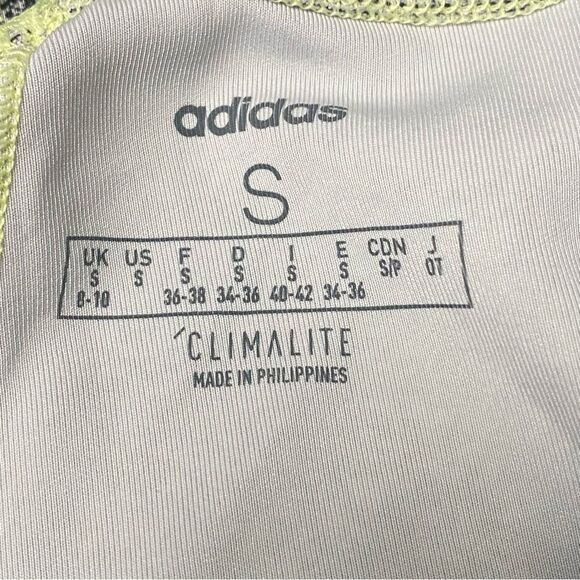 adidas
S
UK US F D I E CDN J
S S S S S S S/P OT
8-10 36-38 34-36 40-42 34-36
CLIMALITE
MADE IN PHILIPPINES